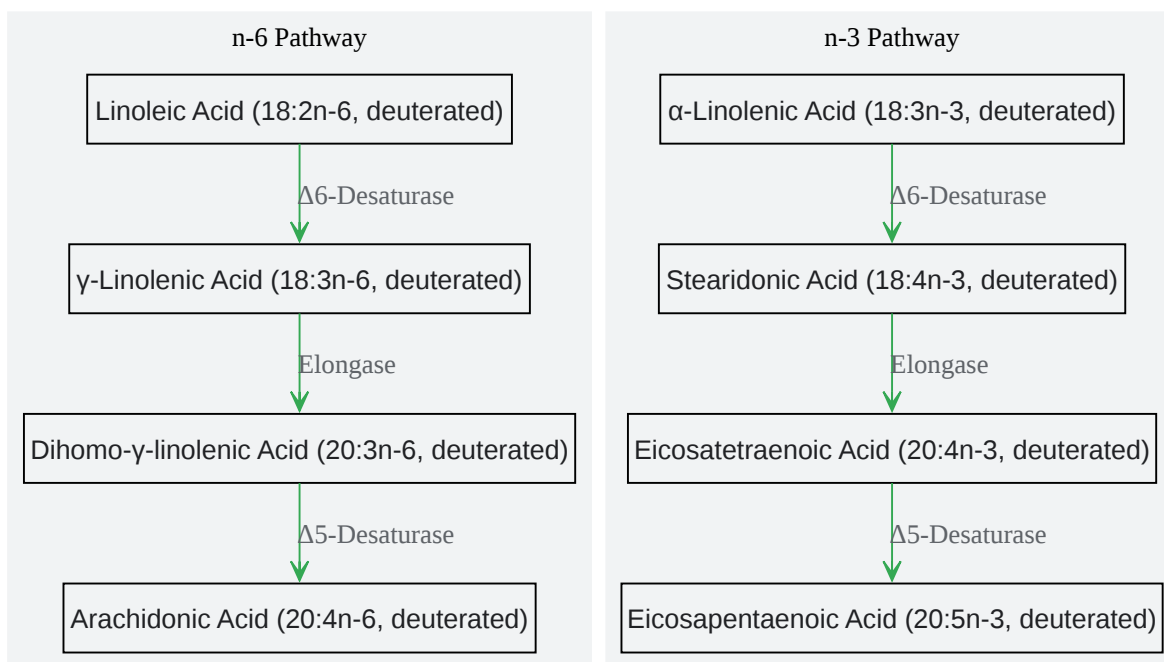 n-6 Pathway
Linoleic Acid (18:2n-6, deuterated)
Δ6-Desaturase
γ-Linolenic Acid (18:3n-6, deuterated)
Elongase
Dihomo-γ-linolenic Acid (20:3n-6, deuterated)
Δ5-Desaturase
Arachidonic Acid (20:4n-6, deuterated)
n-3 Pathway
α-Linolenic Acid (18:3n-3, deuterated)
Δ6-Desaturase
Stearidonic Acid (18:4n-3, deuterated)
Elongase
Eicosatetraenoic Acid (20:4n-3, deuterated)
Δ5-Desaturase
Eicosapentaenoic Acid (20:5n-3, deuterated)